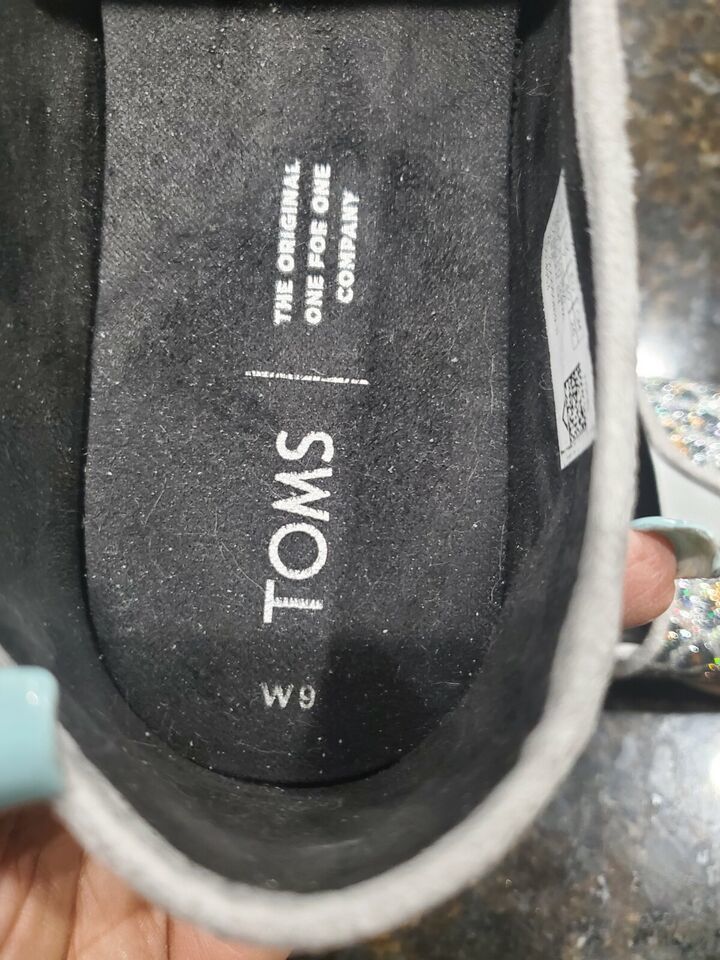 THE ORIGINAL
ONE FOR ONE
COMPANY
TOMS
W9